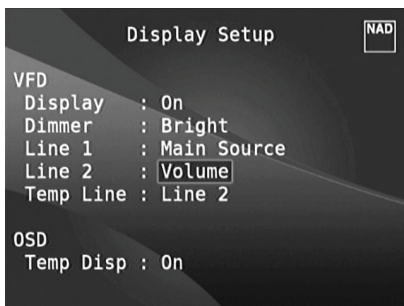 Display Setup
NAD
VFD
Display : On
Dimmer : Bright
Line 1 : Main Source
Line 2 : Volume
Temp Line : Line 2
OSD
Temp Disp : On